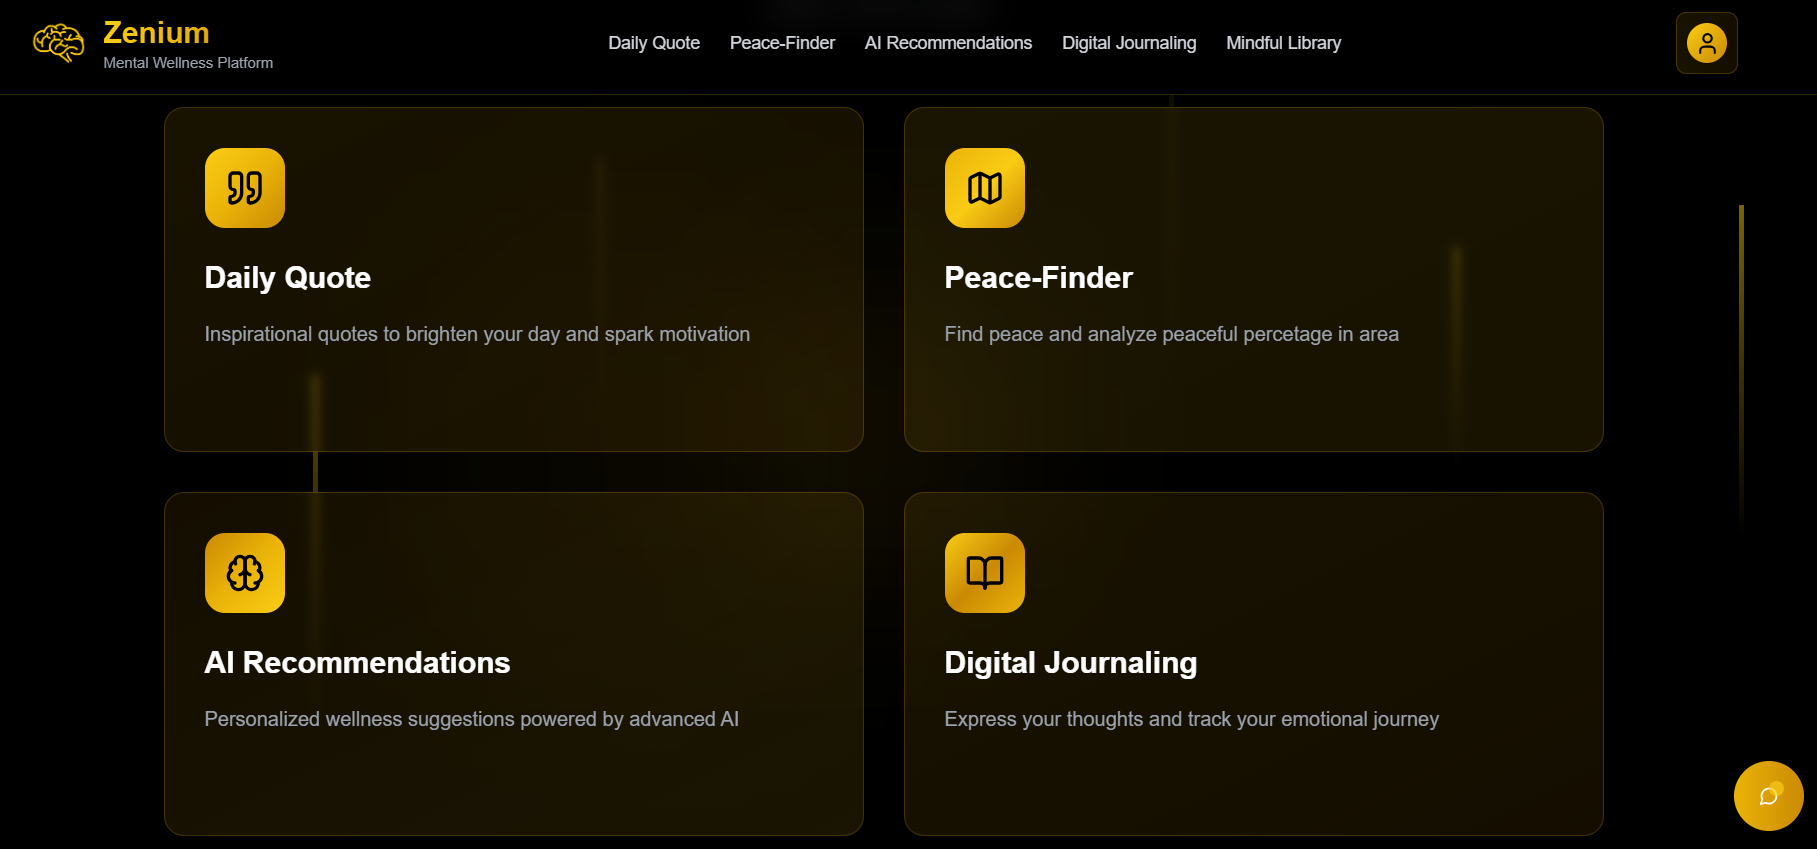 Zenium
Mental Wellness Platform
Daily Quote
Peace-Finder
AI Recommendations
Digital Journaling
Mindful Library
Daily Quote
Inspirational quotes to brighten your day and spark motivation
Peace-Finder
Find peace and analyze peaceful percetage in area
AI Recommendations
Personalized wellness suggestions powered by advanced AI
Digital Journaling
Express your thoughts and track your emotional journey